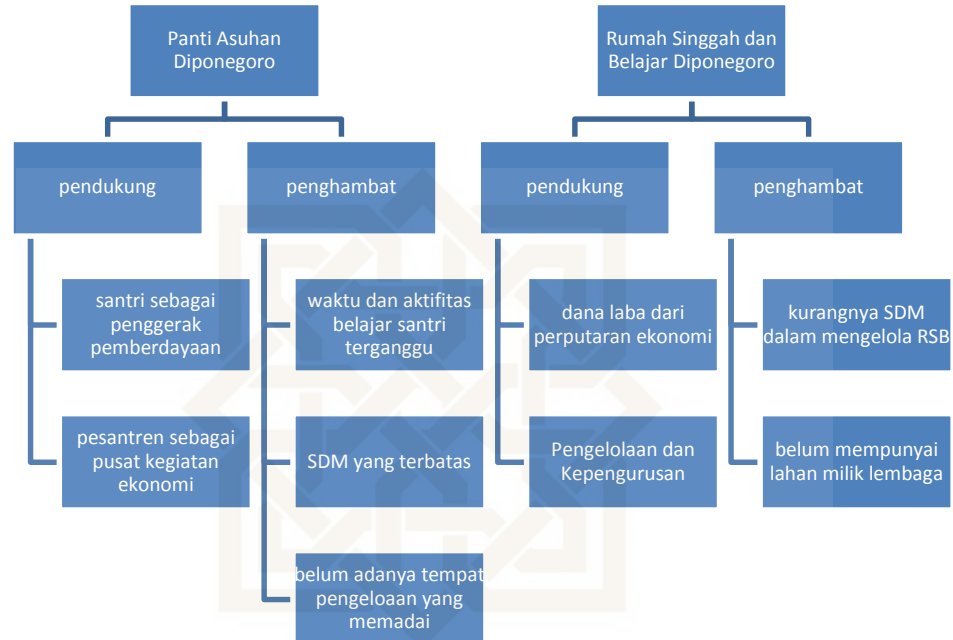 Panti Asuhan
Diponegoro
pendukung
santri sebagai
penggerak
pemberdayaan
pesantren sebagai
pusat kegiatan
ekonomi
penghambat
waktu dan aktifitas
belajar santri
terganggu
SDM yang terbatas
belum adanya tempat
pengeloaan yang
memadai
Rumah Singgah dan
Belajar Diponegoro
pendukung
dana laba dari
perputaran ekonomi
Pengelolaan dan
Kepengurusan
penghambat
kurangnya SDM
dalam mengelola RSB
belum mempunyai
lahan milik lembaga